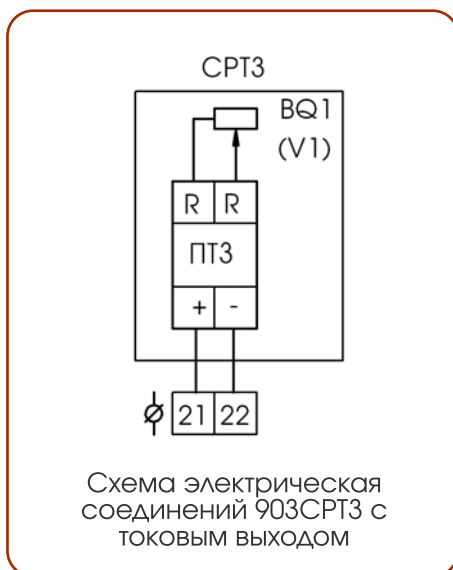 СРТ3
BQ1
(V1)
R R
ПТ3
+ -
21 22
Схема электрическая
соединений 903СРТ3 с
токовым выходом